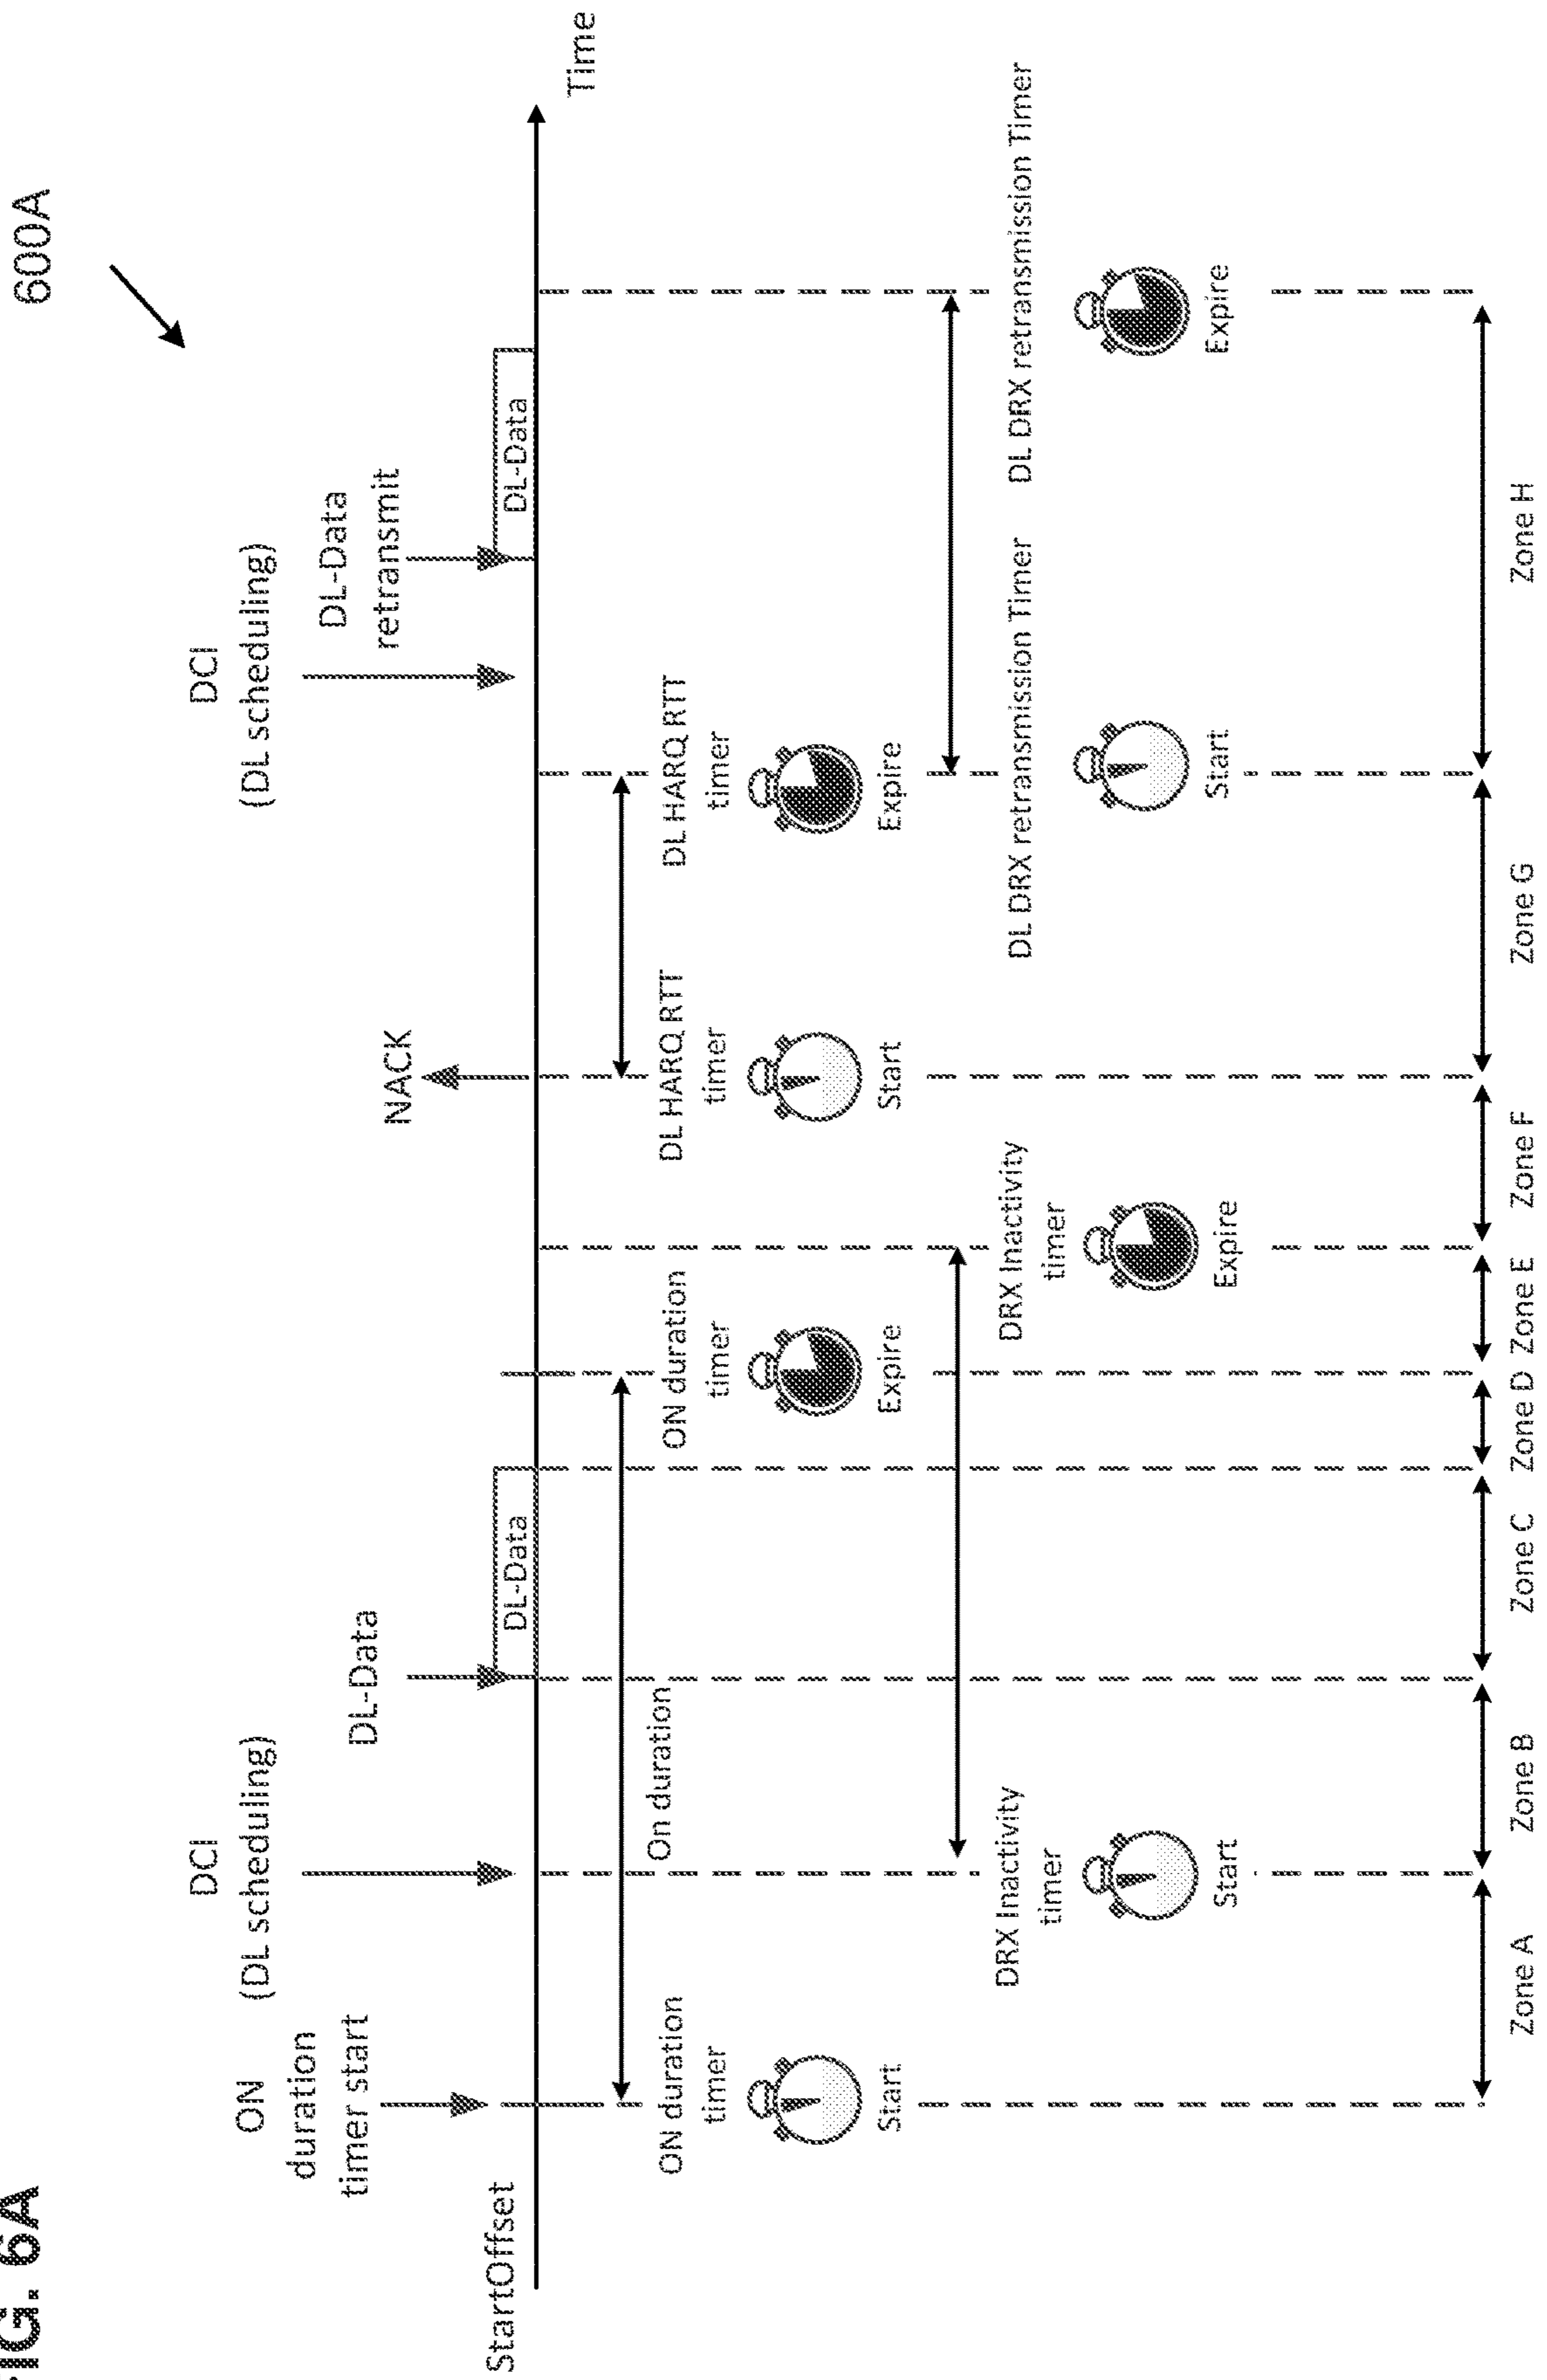 FIG. 6A
600A
ON
duration
timer start
DCI
(DL scheduling)
DL-Data
NACK
DCI
(DL scheduling)
DL-Data
retransmit
StartOffset
DL-Data
DL-Data
Time
On duration
ON duration
timer
Start
ON duration
timer
Expire
DL HARQ RTT
timer
Start
DL HARQ RTT
timer
Expire
DRX Inactivity
timer
Start
DRX Inactivity
timer
Expire
DL DRX retransmission Timer
Start
DL DRX retransmission Timer
Expire
Zone A
Zone B
Zone C
Zone D
Zone E
Zone F
Zone G
Zone H